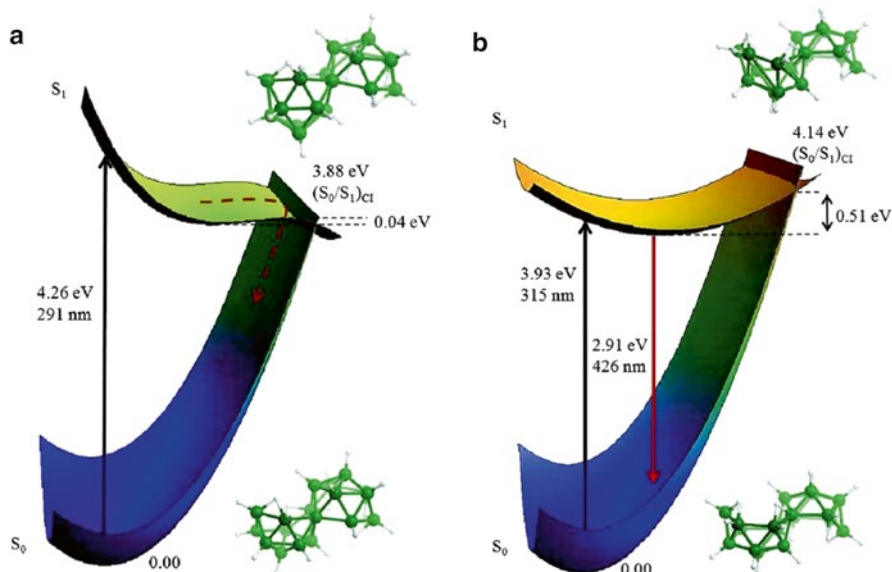 a
S₁
3.88 eV
(S₀/S₁)CI
0.04 eV
4.26 eV
291 nm
S₀
0.00
b
S₁
4.14 eV
(S₀/S₁)CI
0.51 eV
3.93 eV
315 nm
2.91 eV
426 nm
S₀
0.00